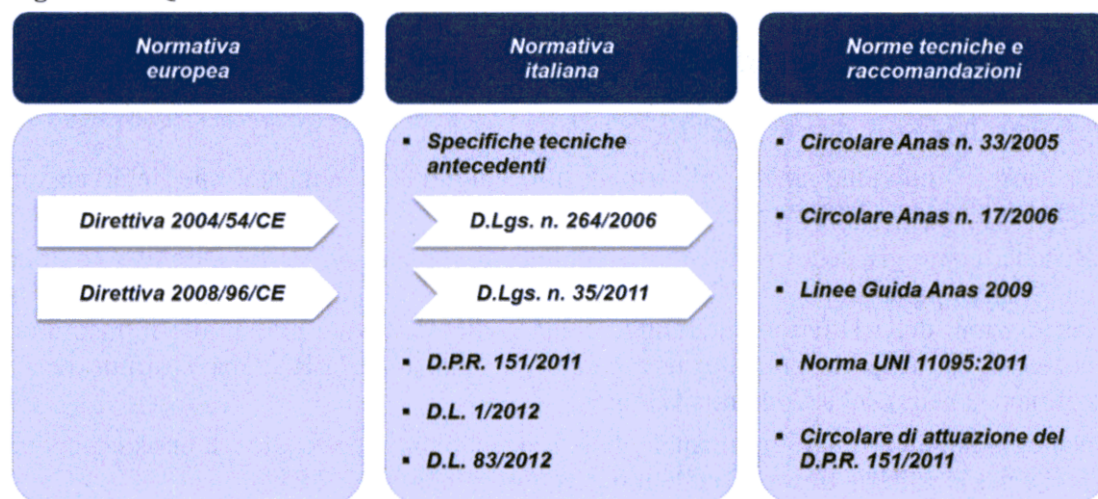 Normativa
europea
Direttiva 2004/54/CE
Direttiva 2008/96/CE
Normativa
italiana
▪ Specifiche tecniche
antecedenti
D.Lgs. n. 264/2006
D.Lgs. n. 35/2011
▪ D.P.R. 151/2011
▪ D.L. 1/2012
▪ D.L. 83/2012
Norme tecniche e
raccomandazioni
▪ Circolare Anas n. 33/2005
▪ Circolare Anas n. 17/2006
▪ Linee Guida Anas 2009
▪ Norma UNI 11095:2011
▪ Circolare di attuazione del
D.P.R. 151/2011